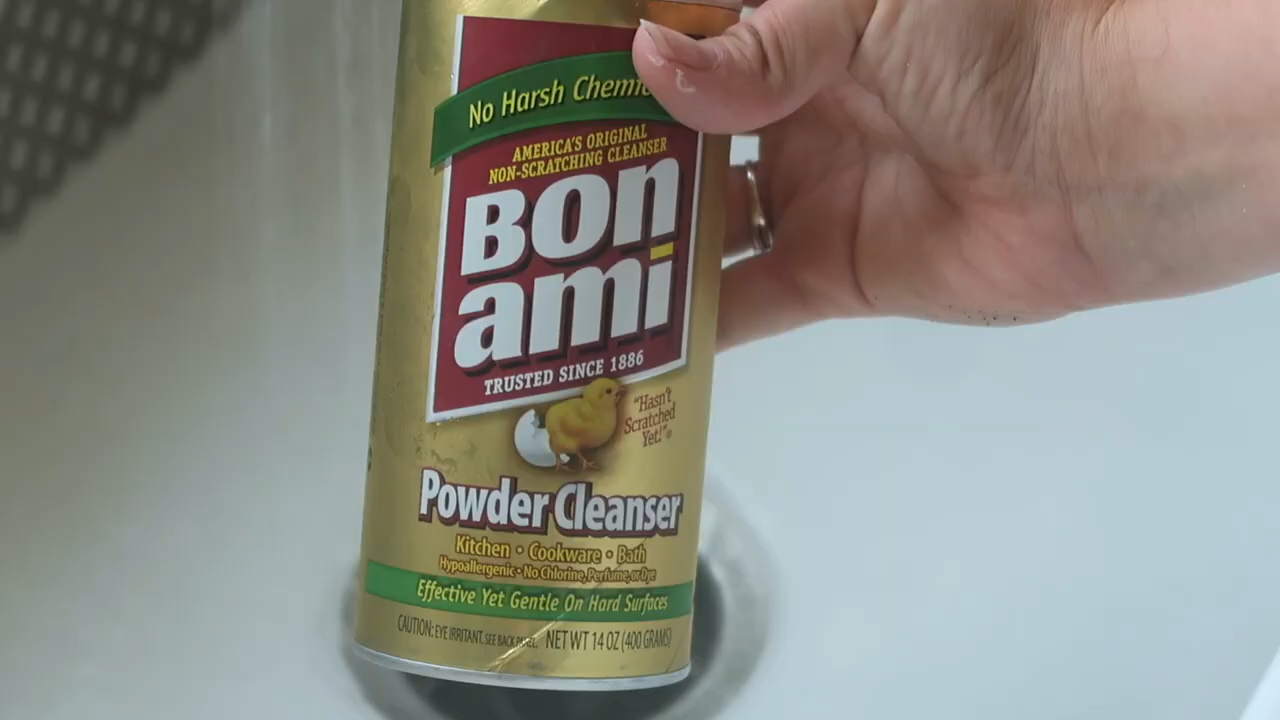 No Harsh
AMERICA'S ORIGINAL
NON-SCRATCHING CLEANSER
Bon
ami
TRUSTED SINCE 1886
"Hasn't
Scratched
Yet!"®
Powder Cleanser
Kitchen • Cookware • Bath
Hypoallergenic • No Chlorine, Perfume, or Dye
Effective Yet Gentle On Hard Surfaces
CAUTION: EYE IRRITANT. SEE BACK PANEL. NET WT 14 OZ (400 GRAMS)